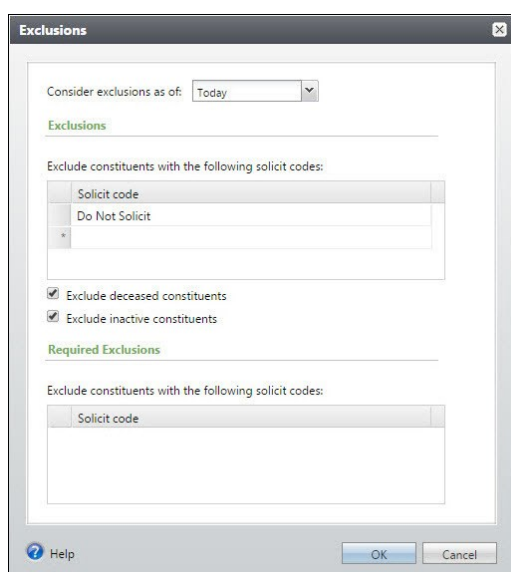 Exclusions
Consider exclusions as of: Today
Exclusions
Exclude constituents with the following solicit codes:
Solicit code
Do Not Solicit
*
Exclude deceased constituents
Exclude inactive constituents
Required Exclusions
Exclude constituents with the following solicit codes:
Solicit code
Help OK Cancel